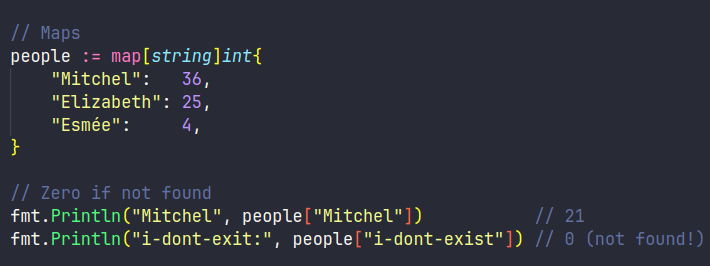 // Maps
people := map[string]int{
    "Mitchel":   36,
    "Elizabeth": 25,
    "Esmée":     4,
}
// Zero if not found
fmt.Println("Mitchel", people["Mitchel"])           // 21
fmt.Println("i-dont-exit:", people["i-dont-exist"]) // 0 (not found!)